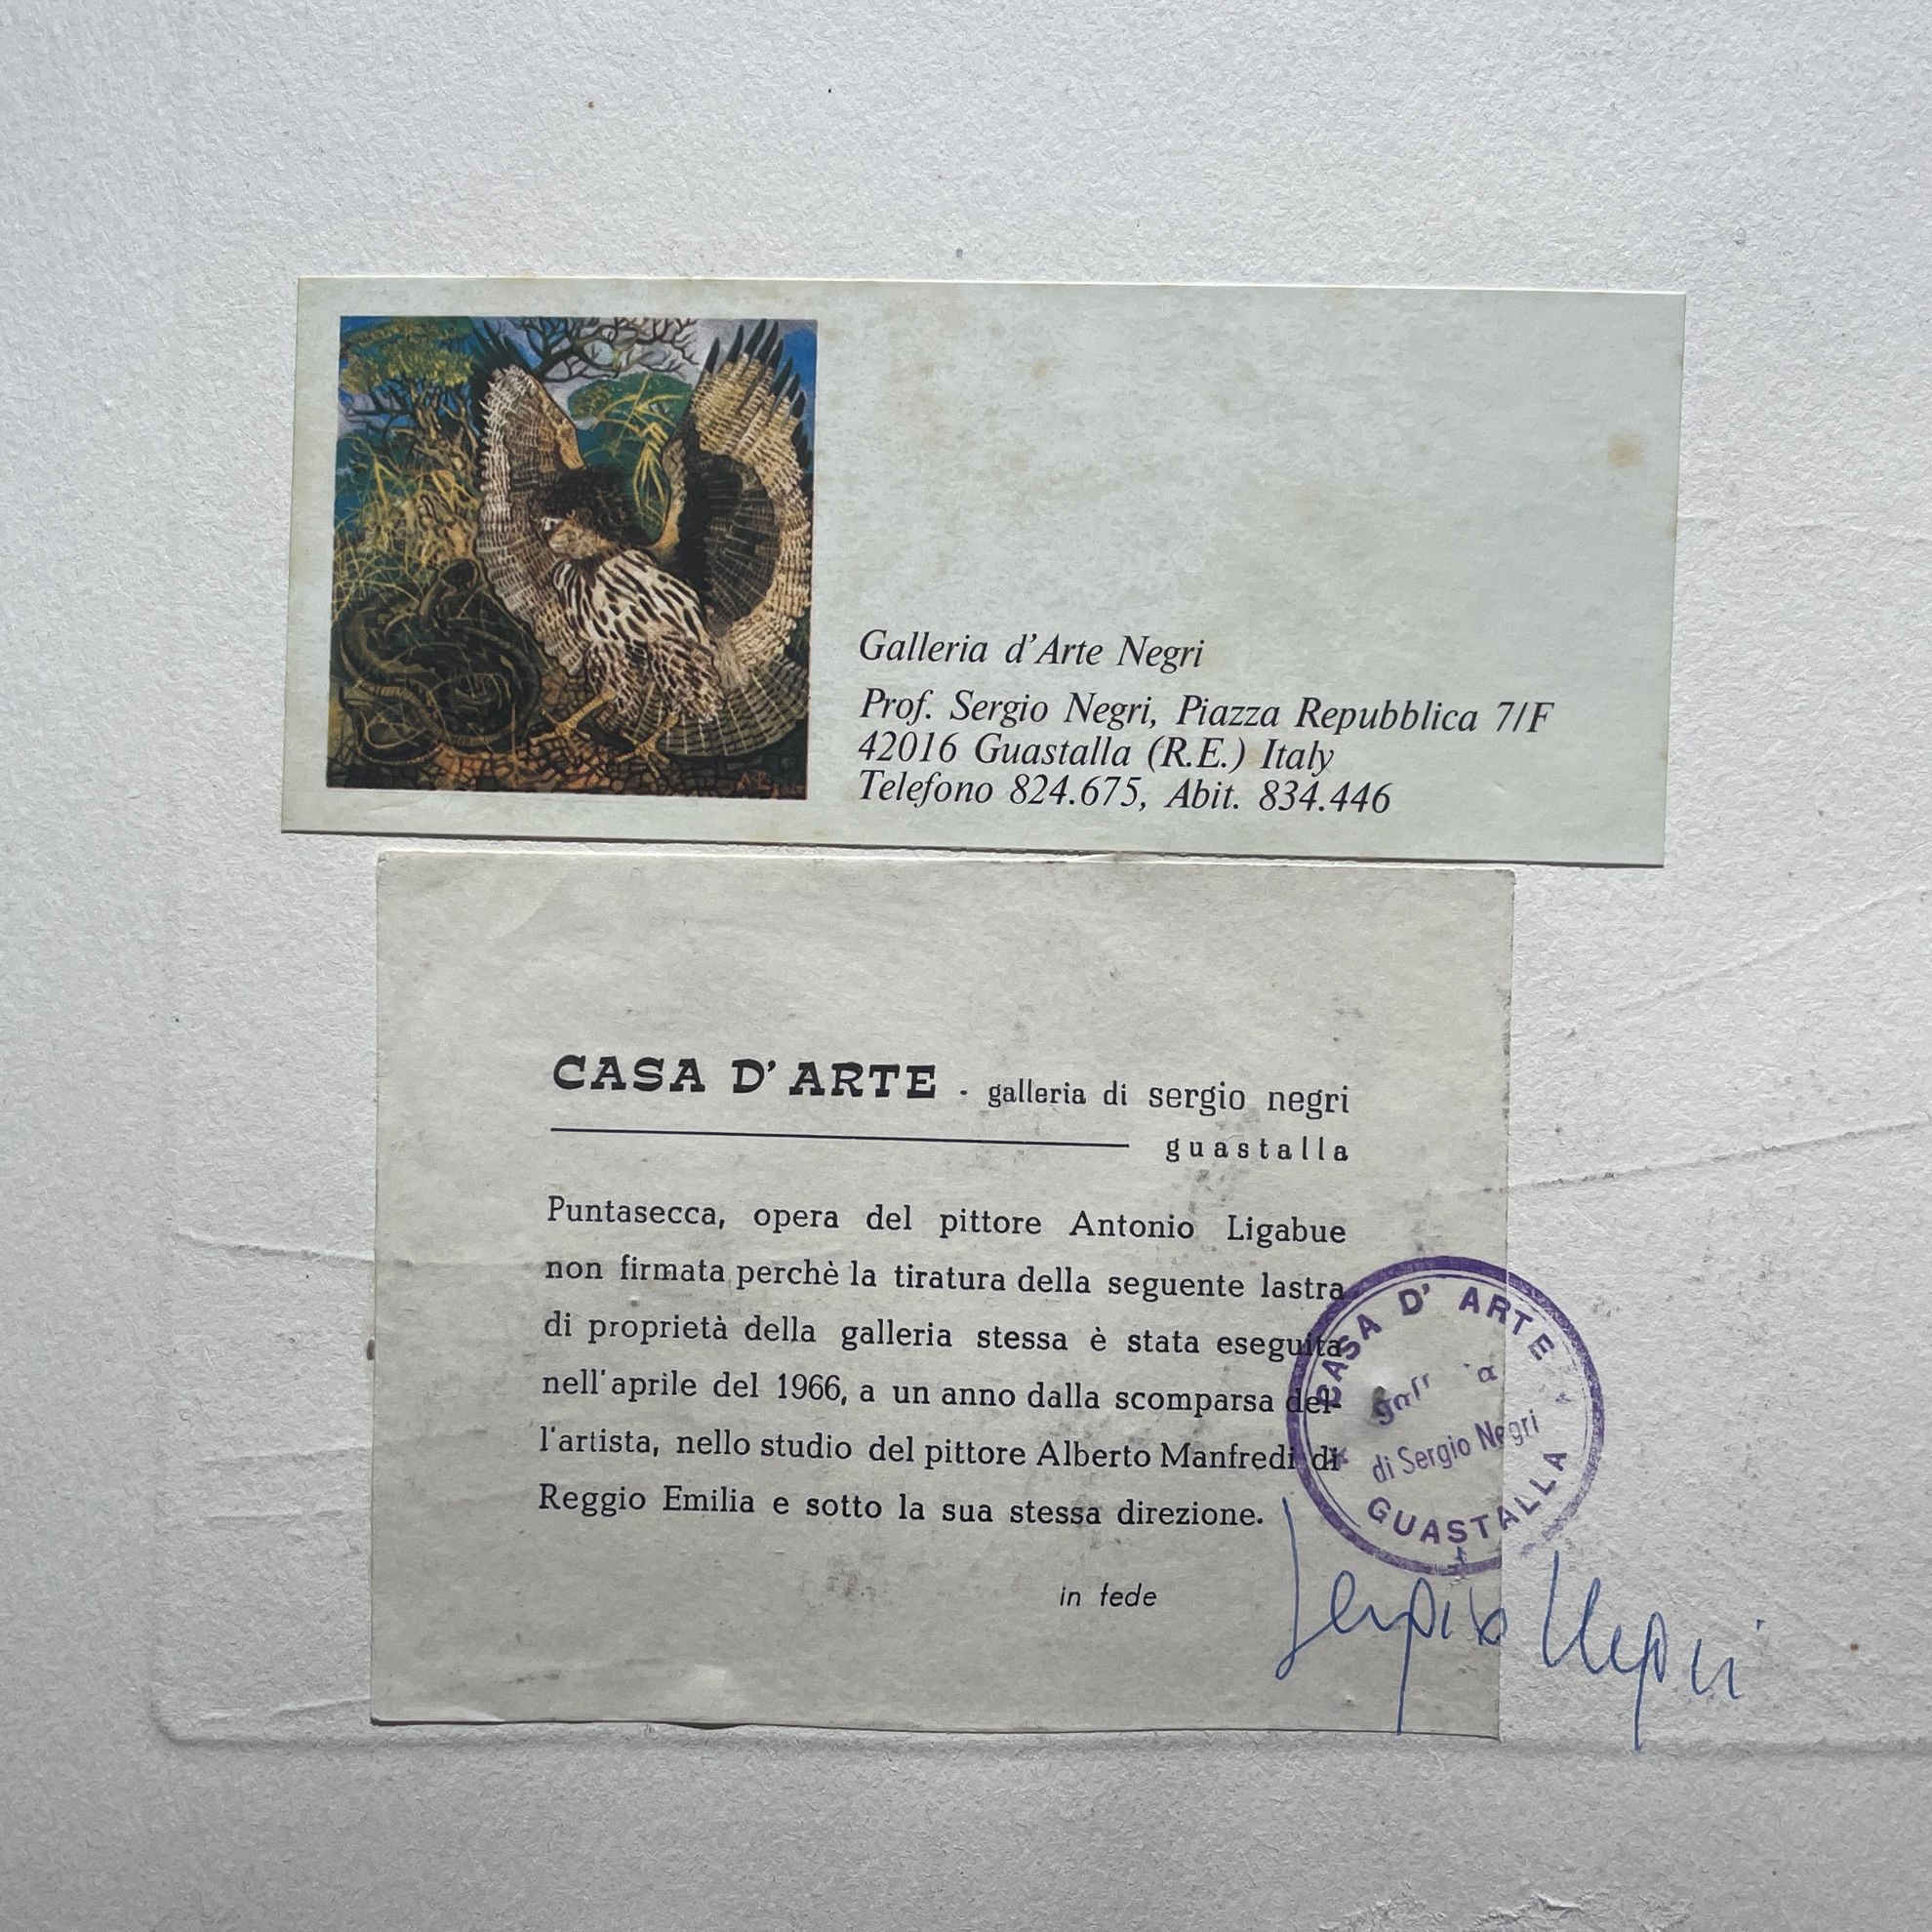 Galleria d'Arte Negri
Prof. Sergio Negri, Piazza Repubblica 7/F
42016 Guastalla (R.E.) Italy
Telefono 824.675, Abit. 834.446
CASA D'ARTE - galleria di sergio negri
guastalla
Puntasecca, opera del pittore Antonio Ligabue
non firmata perchè la tiratura della seguente lastra
di proprietà della galleria stessa è stata eseguita
nell'aprile del 1966, a un anno dalla scomparsa del-
l'artista, nello studio del pittore Alberto Manfredi di
Reggio Emilia e sotto la sua stessa direzione.
in fede
CASA D' ARTE
di Sergio Negri
GUASTALLA
Sergio Negri